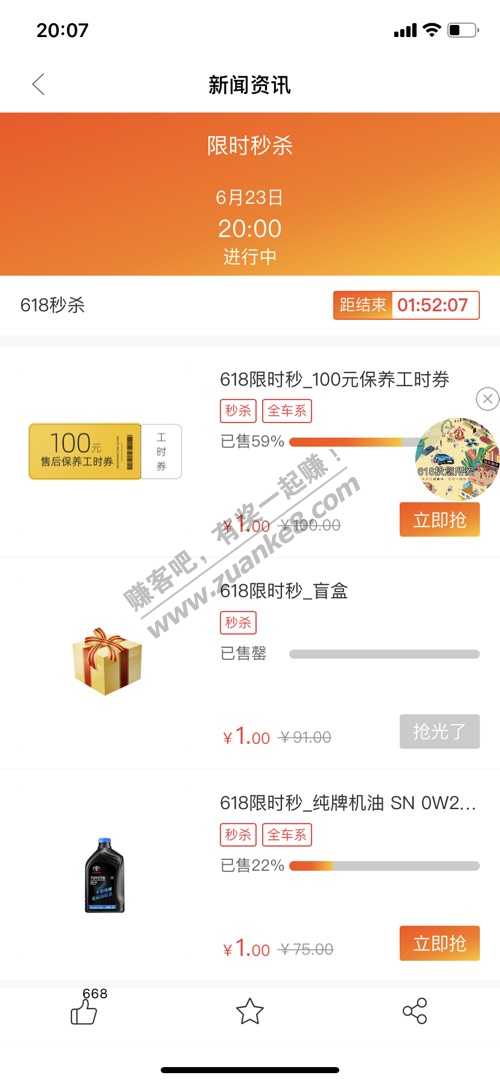 20:07
新闻资讯
限时秒杀
6月23日
20:00
进行中
618秒杀
距结束 01:52:07
618限时秒_100元保养工时券
秒杀 全车系
已售59%
100元
售后保养工时券
工时券
¥1.00 ¥100.00
立即抢
618限时秒_盲盒
秒杀
已售罄
¥1.00 ¥91.00
抢光了
赚客吧,有奖一起赚!
www.zuanke8.com
618限时秒_纯牌机油 SN 0W2...
秒杀 全车系
已售22%
¥1.00 ¥75.00
立即抢
668